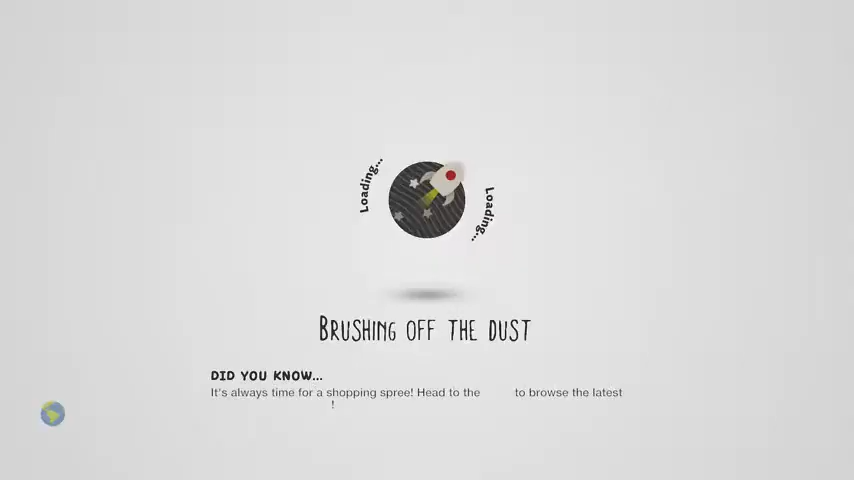 Loading...
Loading...
Brushing off the dust
DID YOU KNOW...
It's always time for a shopping spree! Head to the to browse the latest
!